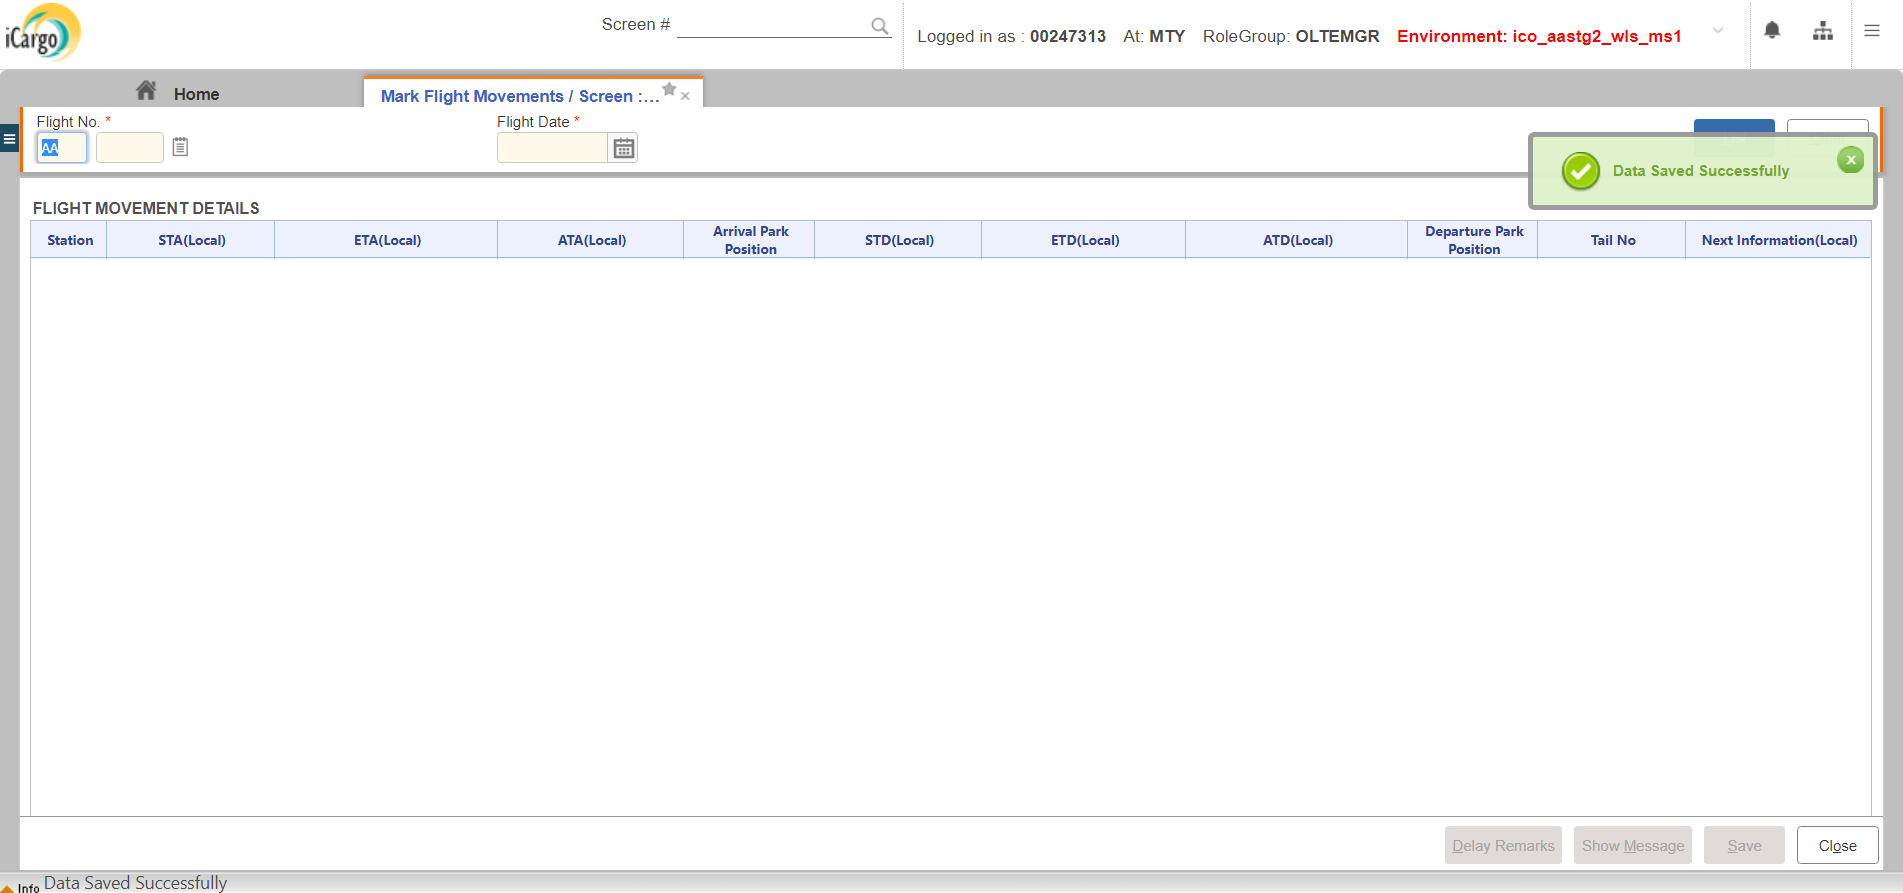 iCargo
Screen #
Logged in as : 00247313 At: MTY RoleGroup: OLTEMGR Environment: ico_aastg2_wls_ms1
Home
Mark Flight Movements / Screen :...
Flight No. *
Flight Date *
AA
Data Saved Successfully
FLIGHT MOVEMENT DETAILS
Station STA(Local) ETA(Local) ATA(Local) Arrival Park Position STD(Local) ETD(Local) ATD(Local) Departure Park Position Tail No Next Information(Local)
Delay Remarks Show Message Save Close
Info Data Saved Successfully